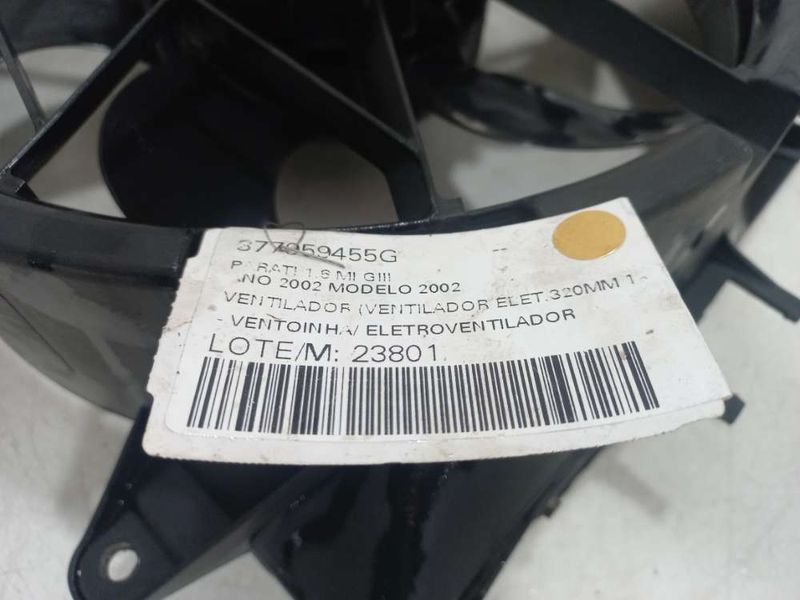 377959455G
PARATI 1.6 MI GIII
ANO 2002 MODELO 2002
VENTILADOR (VENTILADOR ELET.320MM 1-
- VENTOINHA/ ELETROVENTILADOR
LOTE/M: 23801